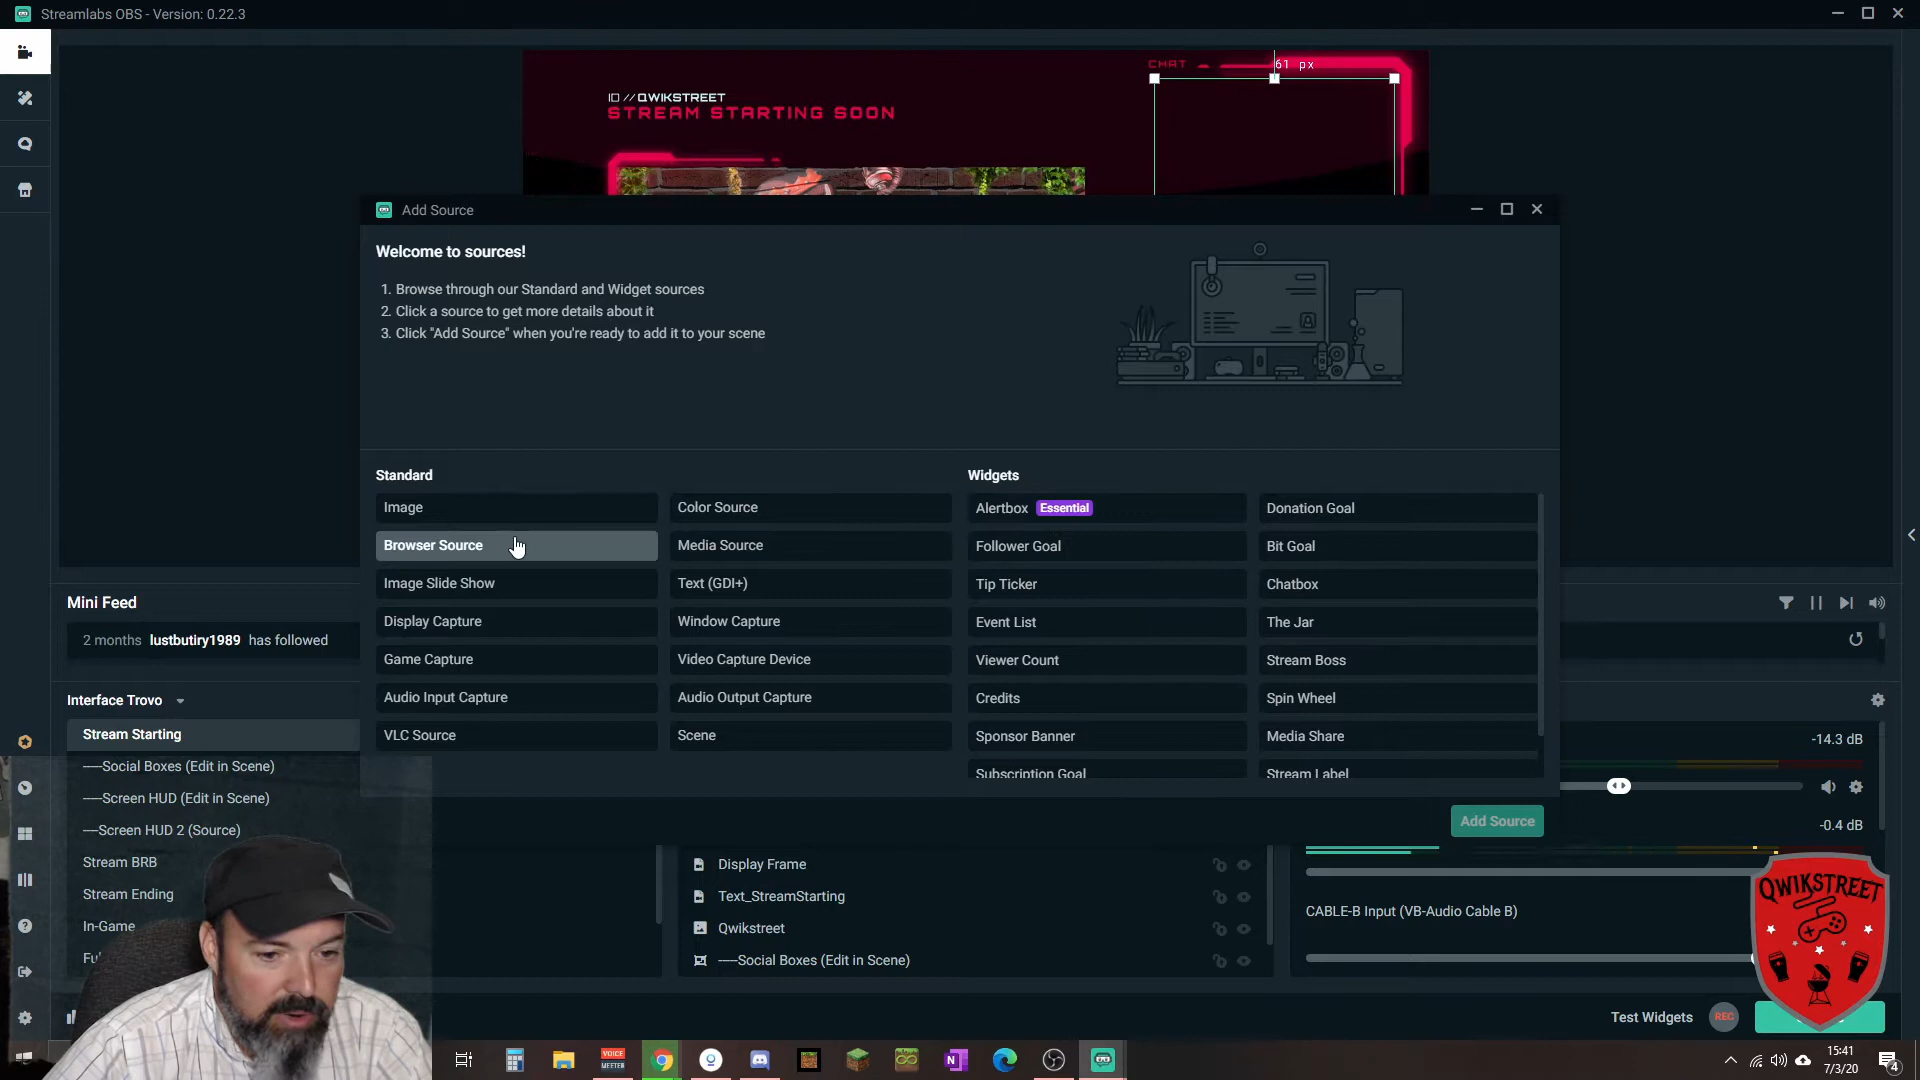 Streamlabs OBS - Version: 0.22.3
CHAT
61 px
ID //QWIKSTREET
STREAM STARTING SOON
Add Source
Welcome to sources!
1. Browse through our Standard and Widget sources
2. Click a source to get more details about it
3. Click "Add Source" when you're ready to add it to your scene
Standard
Image
Color Source
Browser Source
Media Source
Image Slide Show
Text (GDI+)
Display Capture
Window Capture
Game Capture
Video Capture Device
Audio Input Capture
Audio Output Capture
VLC Source
Scene
Widgets
Alertbox Essential
Donation Goal
Follower Goal
Bit Goal
Tip Ticker
Chatbox
Event List
The Jar
Viewer Count
Stream Boss
Credits
Spin Wheel
Sponsor Banner
Media Share
Subscription Goal
Stream Label
Add Source
Mini Feed
2 months lustbutiry1989 has followed
Interface Trovo
Stream Starting
-----Social Boxes (Edit in Scene)
-----Screen HUD (Edit in Scene)
----Screen HUD 2 (Source)
Stream BRB
Stream Ending
In-Game
Display Frame
Text_StreamStarting
Qwikstreet
-----Social Boxes (Edit in Scene)
-14.3 dB
-0.4 dB
CABLE-B Input (VB-Audio Cable B)
QWIKSTREET
Test Widgets
REC
VOICE
MEETER
15:41
7/3/20
4